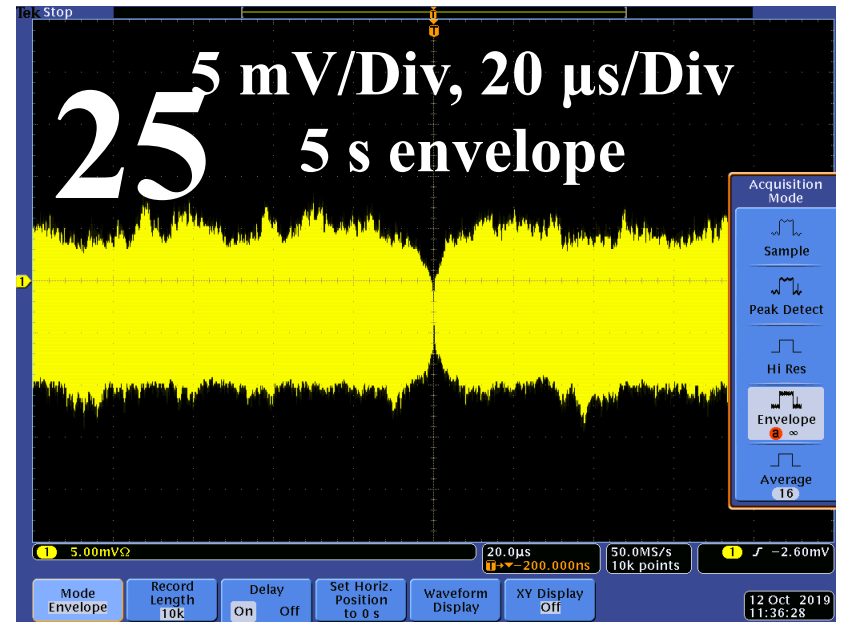 Tek Stop
T
T
5 mV/Div, 20 µs/Div
25
5 s envelope
Acquisition
Mode
Sample
Peak Detect
1
Hi Res
Envelope
a ∞
Average
16
1 5.00mVΩ
20.0µs
T→▼−200.000ns
50.0MS/s
10k points
1 ∫ −2.60mV
Mode
Envelope
Record
Length
10k
Delay
On Off
Set Horiz.
Position
to 0 s
Waveform
Display
XY Display
Off
12 Oct 2019
11:36:28